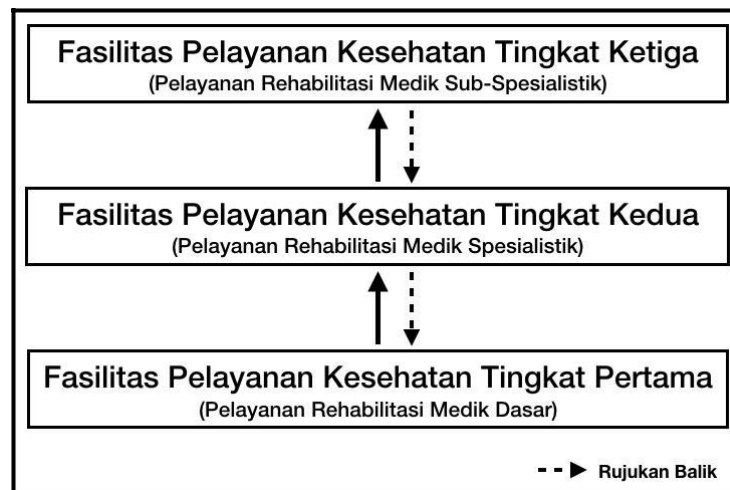 Fasilitas Pelayanan Kesehatan Tingkat Ketiga
(Pelayanan Rehabilitasi Medik Sub-Spesialistik)
Fasilitas Pelayanan Kesehatan Tingkat Kedua
(Pelayanan Rehabilitasi Medik Spesialistik)
Fasilitas Pelayanan Kesehatan Tingkat Pertama
(Pelayanan Rehabilitasi Medik Dasar)
Rujukan Balik